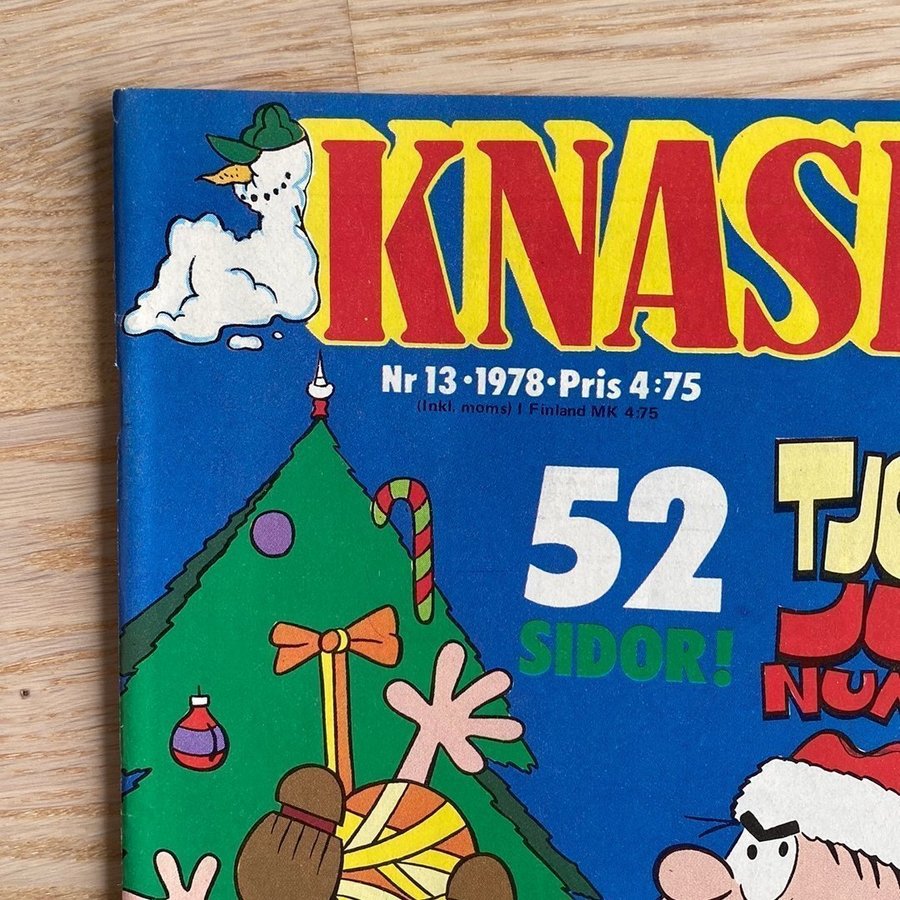 KNAS
Nr 13 • 1978 • Pris 4:75
(Inkl. moms) I Finland MK 4:75
52
SIDOR!